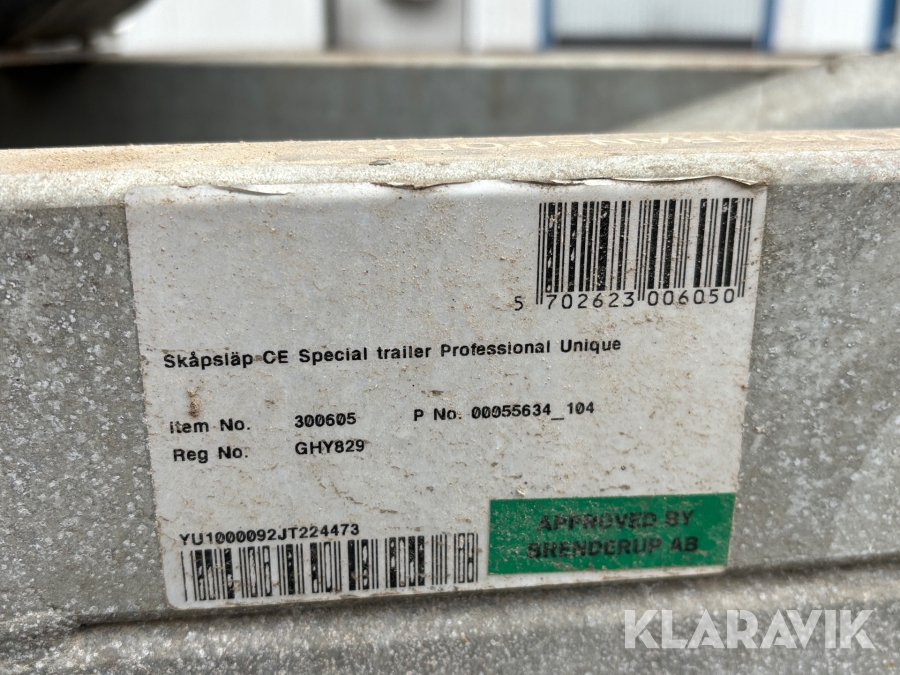 5 702623 006050
Skåpsläp CE Special trailer Professional Unique
Item No. 300605 P No. 00055634_104
Reg No. GHY829
YU1000092JT224473
APPROVED BY
BRENDERUP AB
KLARAVIK